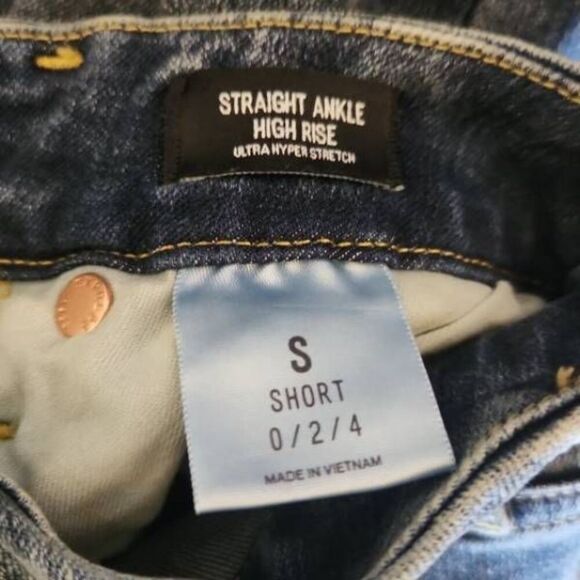 STRAIGHT ANKLE
HIGH RISE
ULTRA HYPER STRETCH
S
SHORT
0/2/4
MADE IN VIETNAM